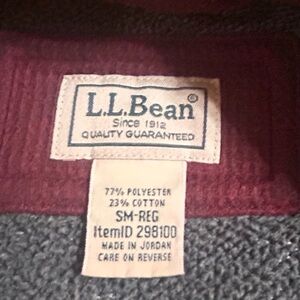 L.L.Bean®
Since 1912
QUALITY GUARANTEED
77% POLYESTER
23% COTTON
SM-REG
ItemID 298100
MADE IN JORDAN
CARE ON REVERSE